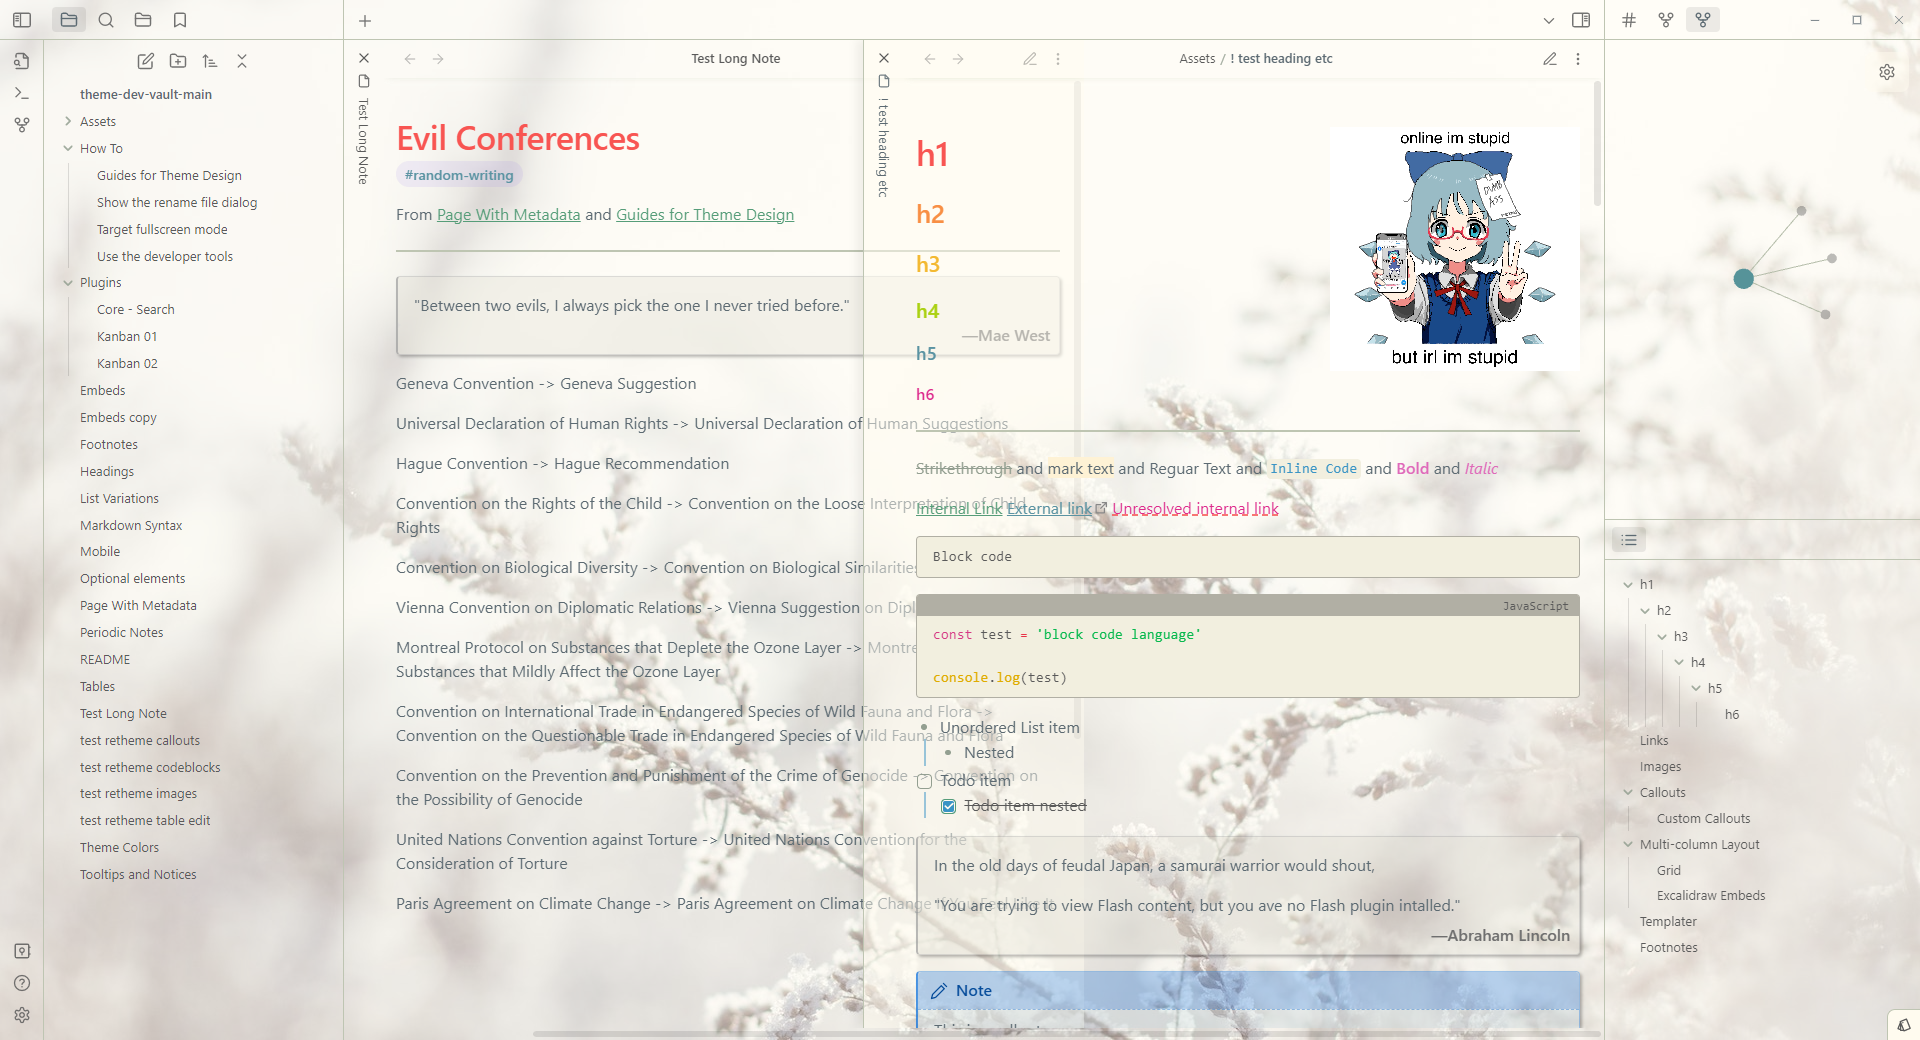 theme-dev-vault-main
Assets
How To
Guides for Theme Design
Show the rename file dialog
Target fullscreen mode
Use the developer tools
Plugins
Core - Search
Kanban 01
Kanban 02
Embeds
Embeds copy
Footnotes
Headings
List Variations
Markdown Syntax
Mobile
Optional elements
Page With Metadata
Periodic Notes
README
Tables
Test Long Note
test retheme callouts
test retheme codeblocks
test retheme images
test retheme table edit
Theme Colors
Tooltips and Notices
Test Long Note
Test Long Note
Evil Conferences
#random-writing
From Page With Metadata and Guides for Theme Design
"Between two evils, I always pick the one I never tried before."
—Mae West
Geneva Convention -> Geneva Suggestion
Universal Declaration of Human Rights -> Universal Declaration of Human Suggestions
Hague Convention -> Hague Recommendation
Convention on the Rights of the Child -> Convention on the Loose Interpretation of Child
Rights
Convention on Biological Diversity -> Convention on Biological Similarities
Vienna Convention on Diplomatic Relations -> Vienna Suggestion on
Montreal Protocol on Substances that Deplete the Ozone Layer ->
Substances that Mildly Affect the Ozone Layer
Convention on International Trade in Endangered Species of Wild Fauna and Flora ->
Convention on the Questionable Trade in Endangered Species of Wild Fauna and Flora
Convention on the Prevention and Punishment of the Crime of Genocide -> Convention on
the Possibility of Genocide
United Nations Convention against Torture -> United Nations Convention for the
Consideration of Torture
Paris Agreement on Climate Change -> Paris Agreement on Climate Change
! test heading etc
Assets / ! test heading etc
h1
h2
h3
h4
h5
h6
online im stupid
DUMB
ASS
but irl im stupid
Strikethrough and mark text and Reguar Text and Inline Code and Bold and Italic
Internal Link External link Unresolved internal link
Block code
JavaScript
const test = 'block code language'
console.log(test)
Unordered List item
Nested
Todo item
Todo item nested
In the old days of feudal Japan, a samurai warrior would shout,
"You are trying to view Flash content, but you ave no Flash plugin intalled."
—Abraham Lincoln
Note
h1
h2
h3
h4
h5
h6
Links
Images
Callouts
Custom Callouts
Multi-column Layout
Grid
Excalidraw Embeds
Templater
Footnotes